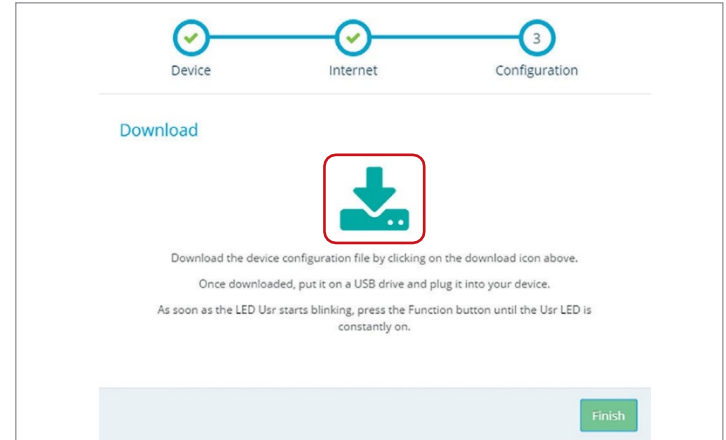 3
Device
Internet
Configuration
Download
Download the device configuration file by clicking on the download icon above.
Once downloaded, put it on a USB drive and plug it into your device.
As soon as the LED Usr starts blinking, press the Function button until the Usr LED is
constantly on.
Finish